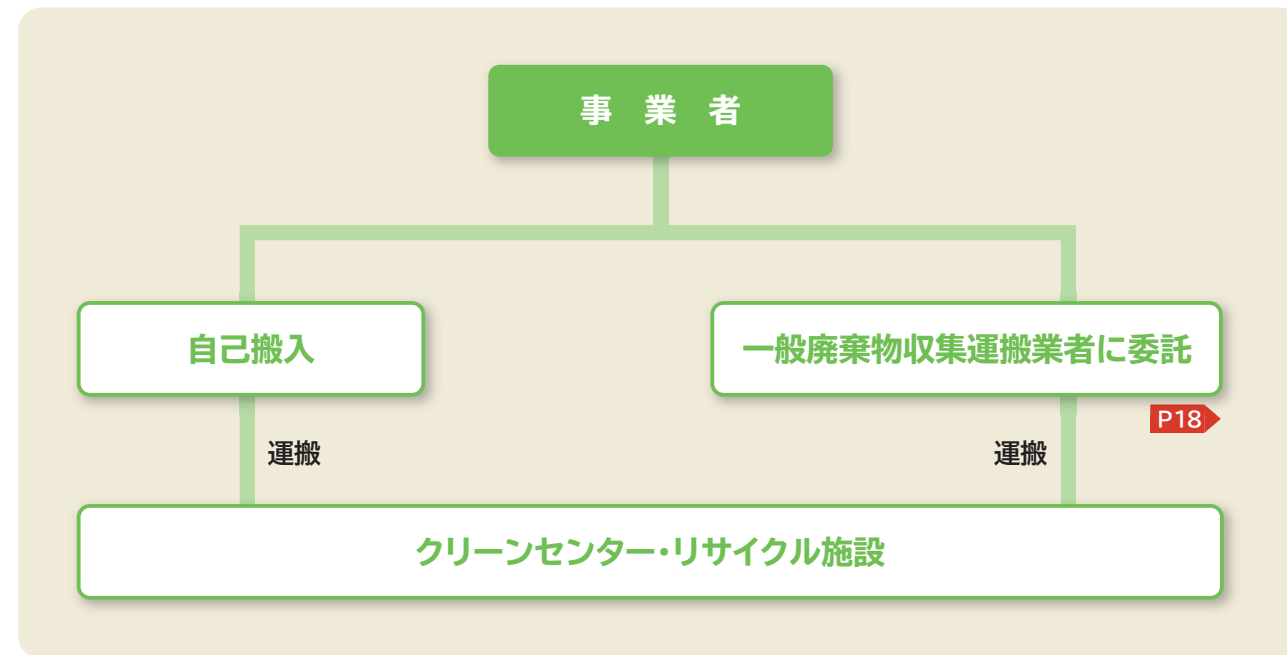 事 業 者
自己搬入
一般廃棄物収集運搬業者に委託
P18
運搬
運搬
クリーンセンター・リサイクル施設